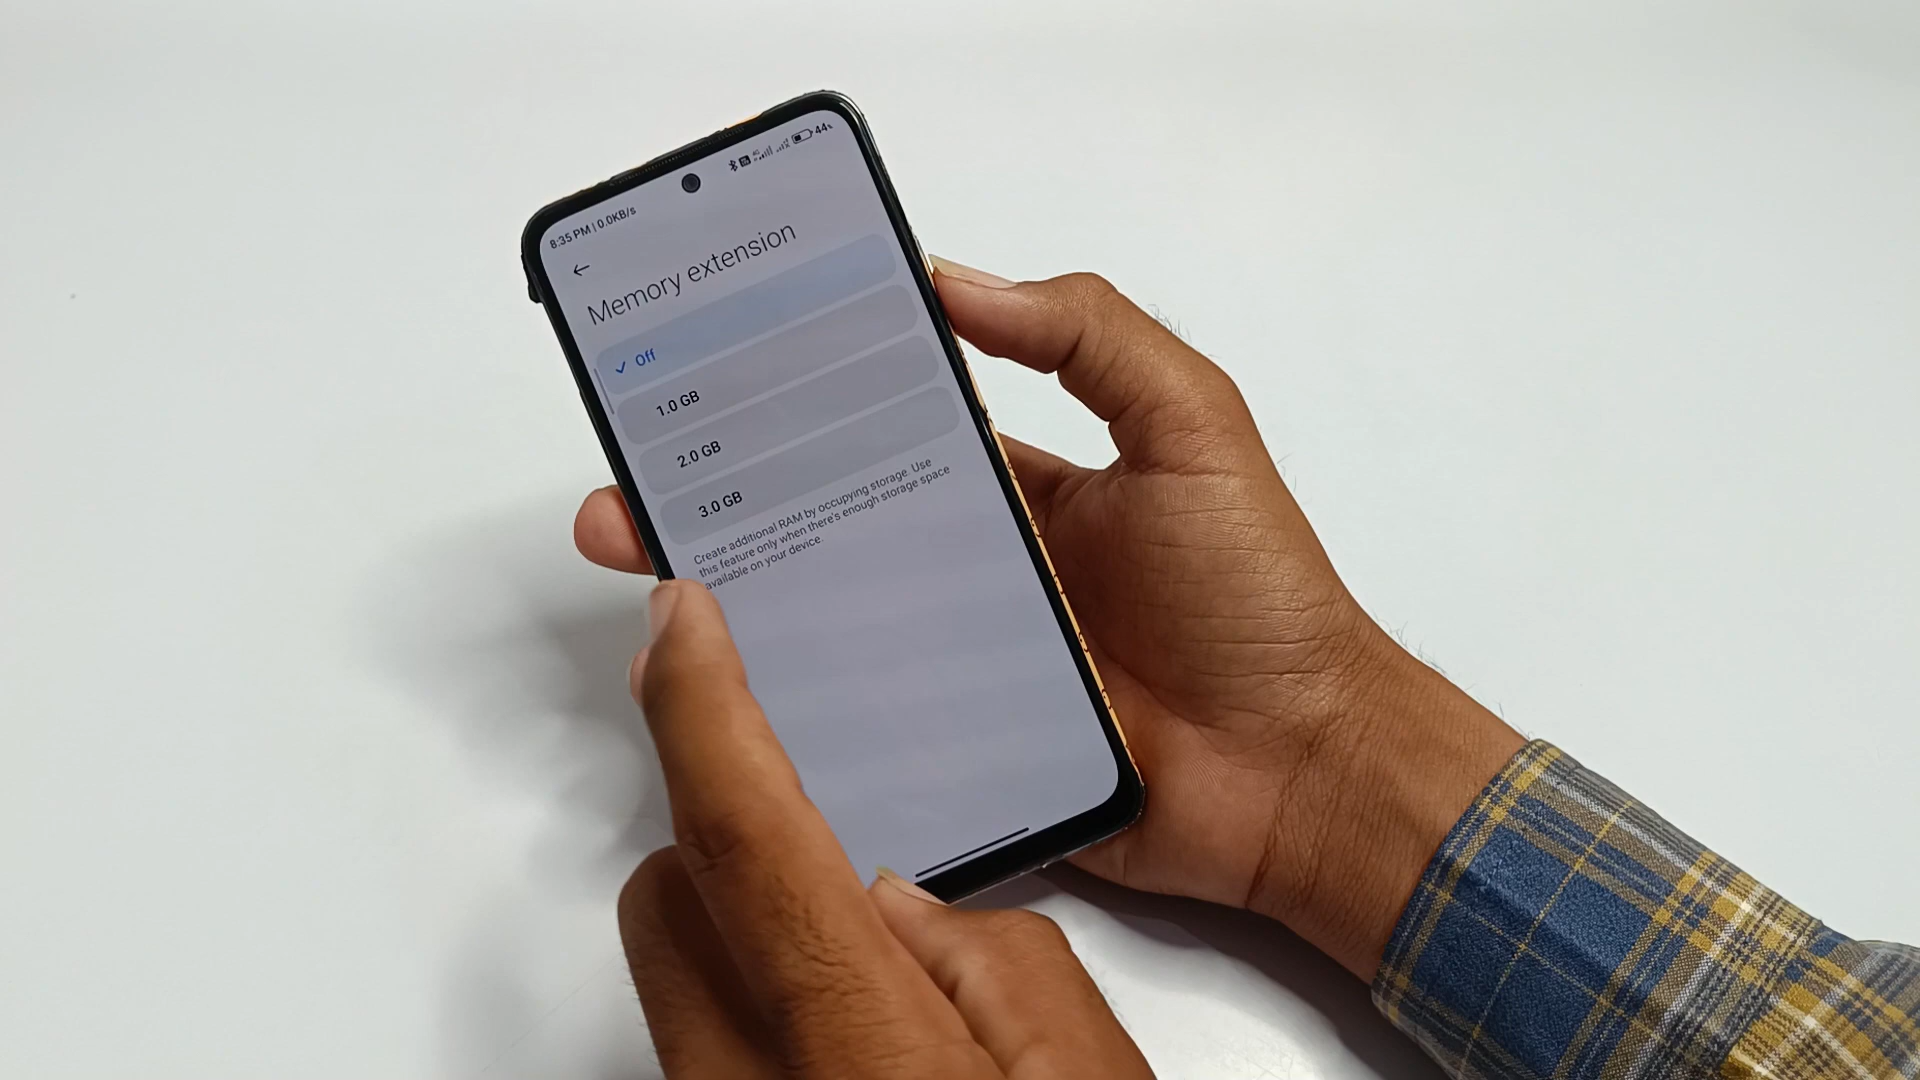 8:35 PM | 0.0KB/s
44%
Memory extension
Off
1.0 GB
2.0 GB
3.0 GB
Create additional RAM by occupying storage. Use
this feature only when there's enough storage space
available on your device.